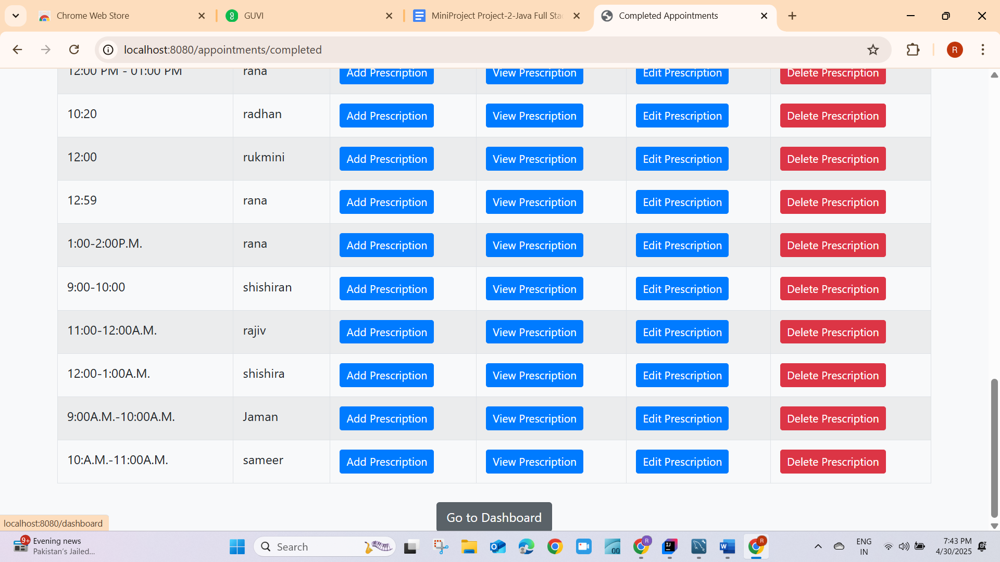 Chrome Web Store
GUVI
MiniProject Project-2-Java Full Sta
Completed Appointments
localhost:8080/appointments/completed
R
12:00 PM - 01:00 PM rana Add Prescription View Prescription Edit Prescription Delete Prescription
10:20 radhan Add Prescription View Prescription Edit Prescription Delete Prescription
12:00 rukmini Add Prescription View Prescription Edit Prescription Delete Prescription
12:59 rana Add Prescription View Prescription Edit Prescription Delete Prescription
1:00-2:00P.M. rana Add Prescription View Prescription Edit Prescription Delete Prescription
9:00-10:00 shishiran Add Prescription View Prescription Edit Prescription Delete Prescription
11:00-12:00A.M. rajiv Add Prescription View Prescription Edit Prescription Delete Prescription
12:00-1:00A.M. shishira Add Prescription View Prescription Edit Prescription Delete Prescription
9:00A.M.-10:00A.M. Jaman Add Prescription View Prescription Edit Prescription Delete Prescription
10:A.M.-11:00A.M. sameer Add Prescription View Prescription Edit Prescription Delete Prescription
Go to Dashboard
localhost:8080/dashboard
9+
Evening news
Pakistan's Jailed...
Search
00
R
IJ
W
R
ENG
IN
7:43 PM
4/30/2025